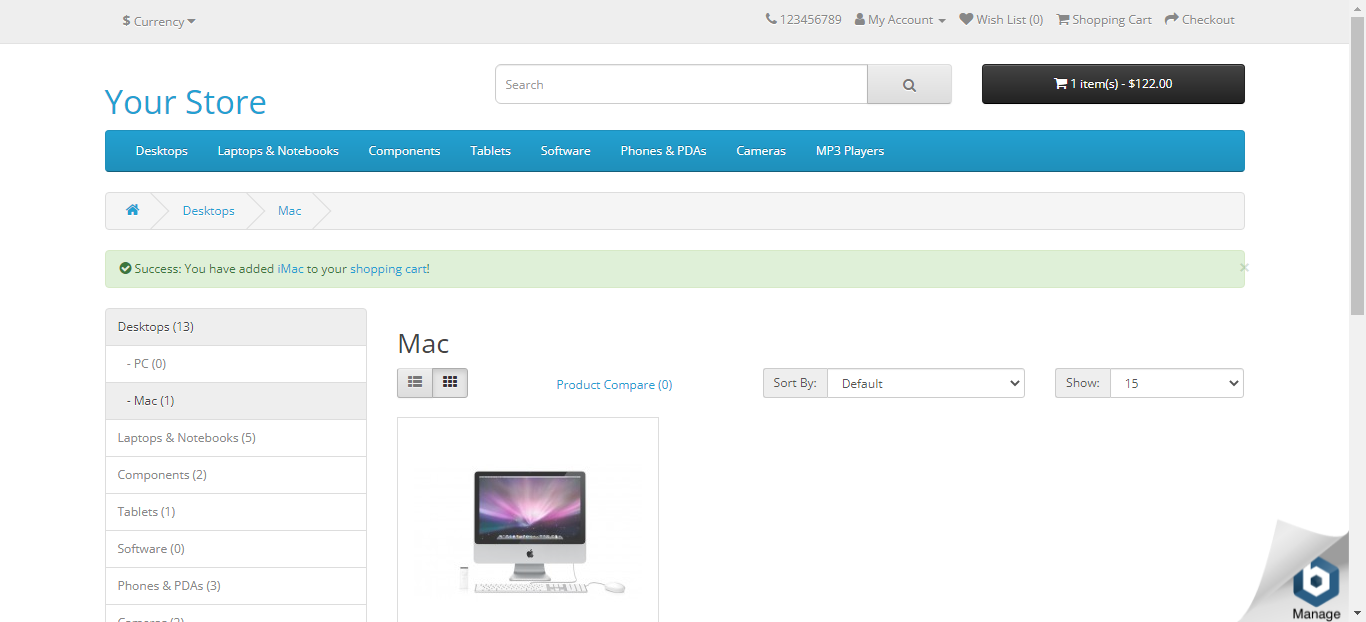 $ Currency
123456789 My Account Wish List (0) Shopping Cart Checkout
Your Store
Search
1 item(s) - $122.00
Desktops Laptops & Notebooks Components Tablets Software Phones & PDAs Cameras MP3 Players
Desktops Mac
Success: You have added iMac to your shopping cart!
×
Desktops (13)
- PC (0)
- Mac (1)
Laptops & Notebooks (5)
Components (2)
Tablets (1)
Software (0)
Phones & PDAs (3)
Mac
Product Compare (0)
Sort By: Default
Show: 15
Manage